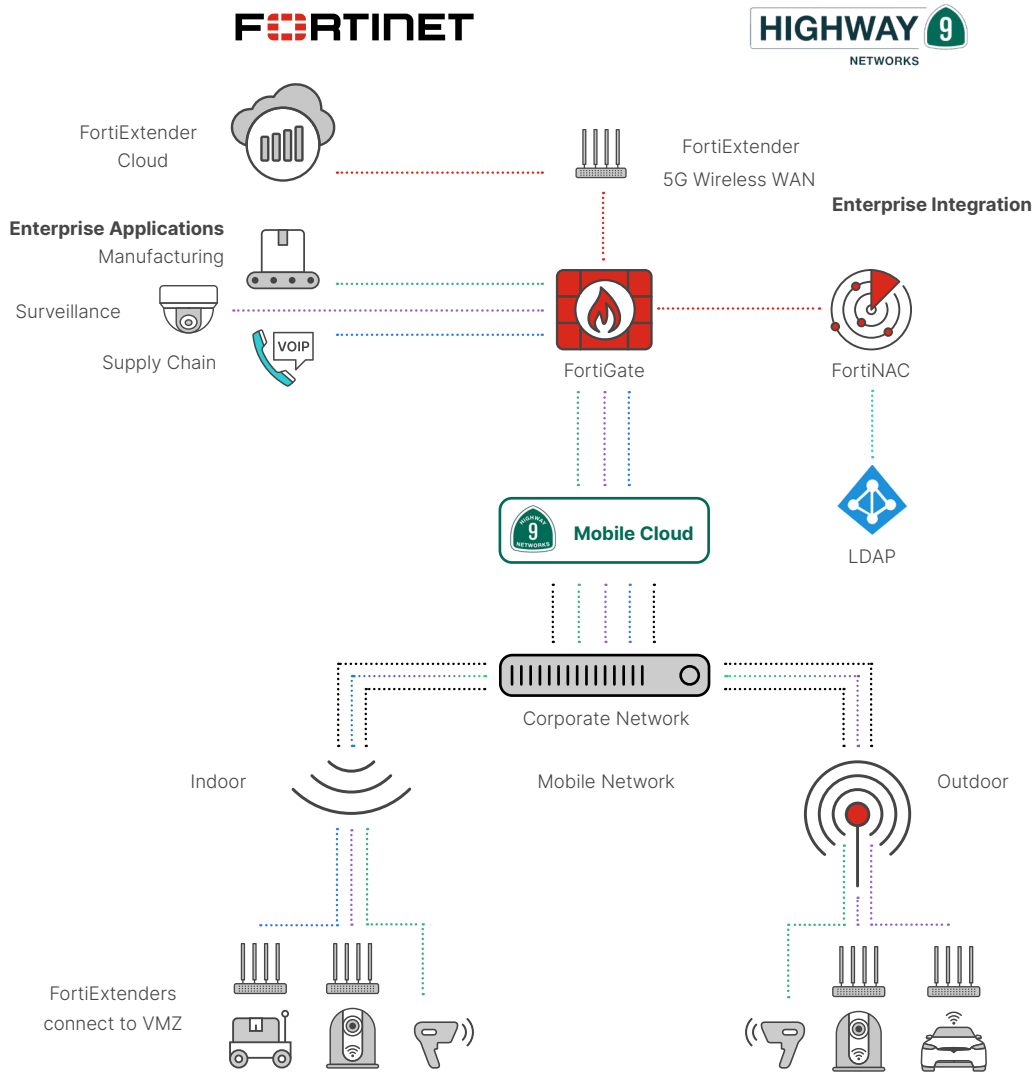 FORTINET
HIGHWAY 9
NETWORKS
FortiExtender
Cloud
FortiExtender
5G Wireless WAN
Enterprise Integration
Enterprise Applications
Manufacturing
Surveillance
VOIP
Supply Chain
FortiGate
FortiNAC
HIGHWAY
9
NETWORKS
Mobile Cloud
LDAP
Corporate Network
Indoor
Mobile Network
Outdoor
FortiExtenders
connect to VMZ